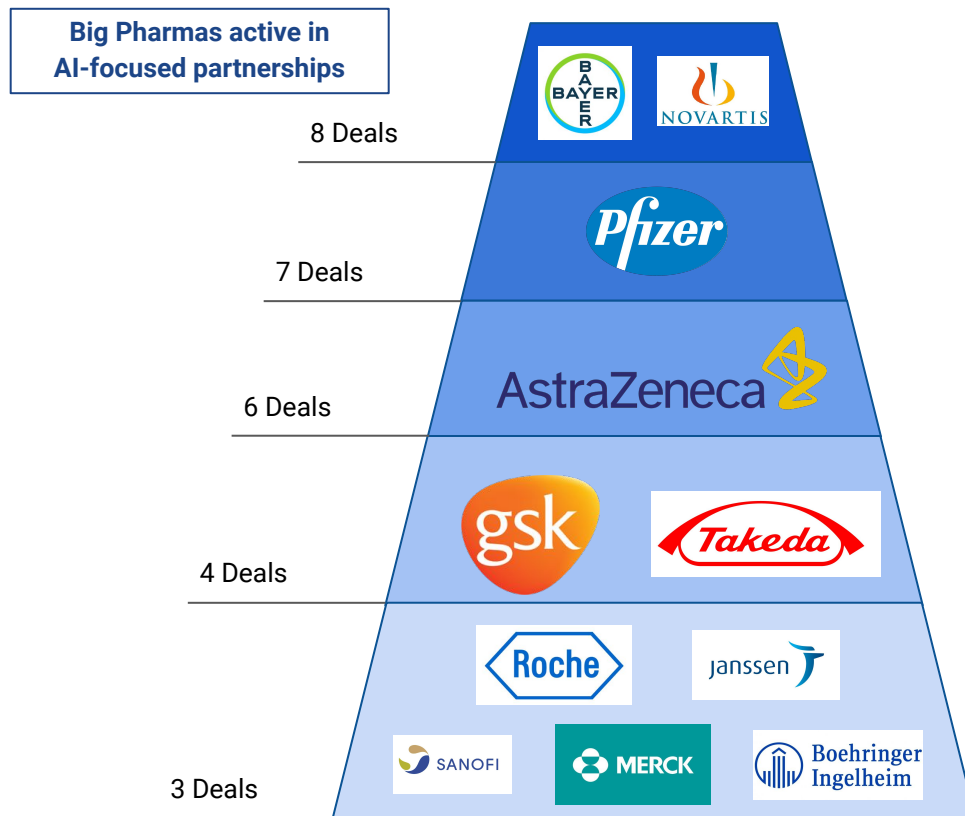 Big Pharmas active in
AI-focused partnerships
8 Deals
BAYER
BAYER
NOVARTIS
7 Deals
Pfizer
6 Deals
AstraZeneca
4 Deals
gsk
Takeda
3 Deals
Roche
janssen
SANOFI
MERCK
Boehringer
Ingelheim